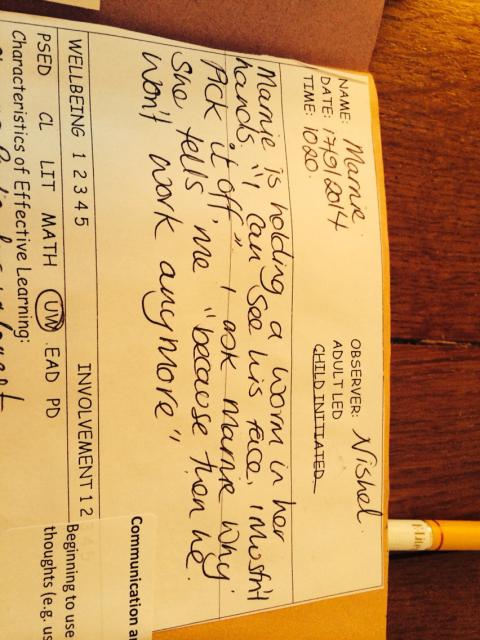 NAME: Marnie
OBSERVER: Nishel
DATE: 17/9/2014
ADULT LED
TIME: 1020
CHILD INITIATED
Marnie is holding a worm in her
hands. "I can see his face, I mustn't
Pick it off" I ask marnie why.
She tells me "because then he
won't work anymore"
WELLBEING 1 2 3 4 5
INVOLVEMENT 1 2
PSED CL LIT MATH UW EAD PD
Characteristics of Effective Learning:
Communication a
Beginning to use
thoughts (e.g. us